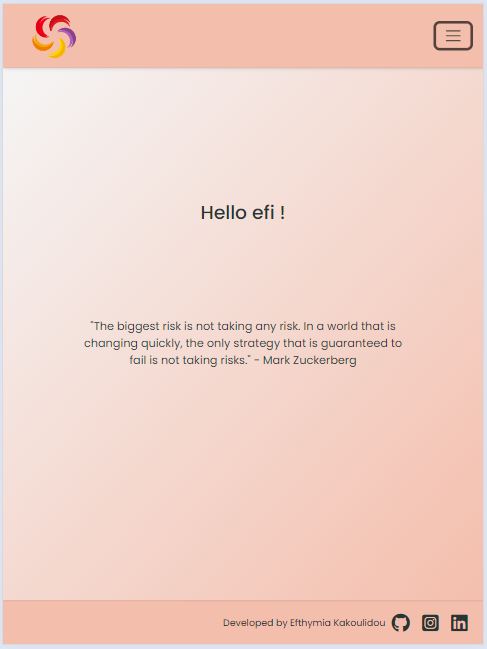 Hello efi !
"The biggest risk is not taking any risk. In a world that is
changing quickly, the only strategy that is guaranteed to
fail is not taking risks." - Mark Zuckerberg
Developed by Efthymia Kakoulidou